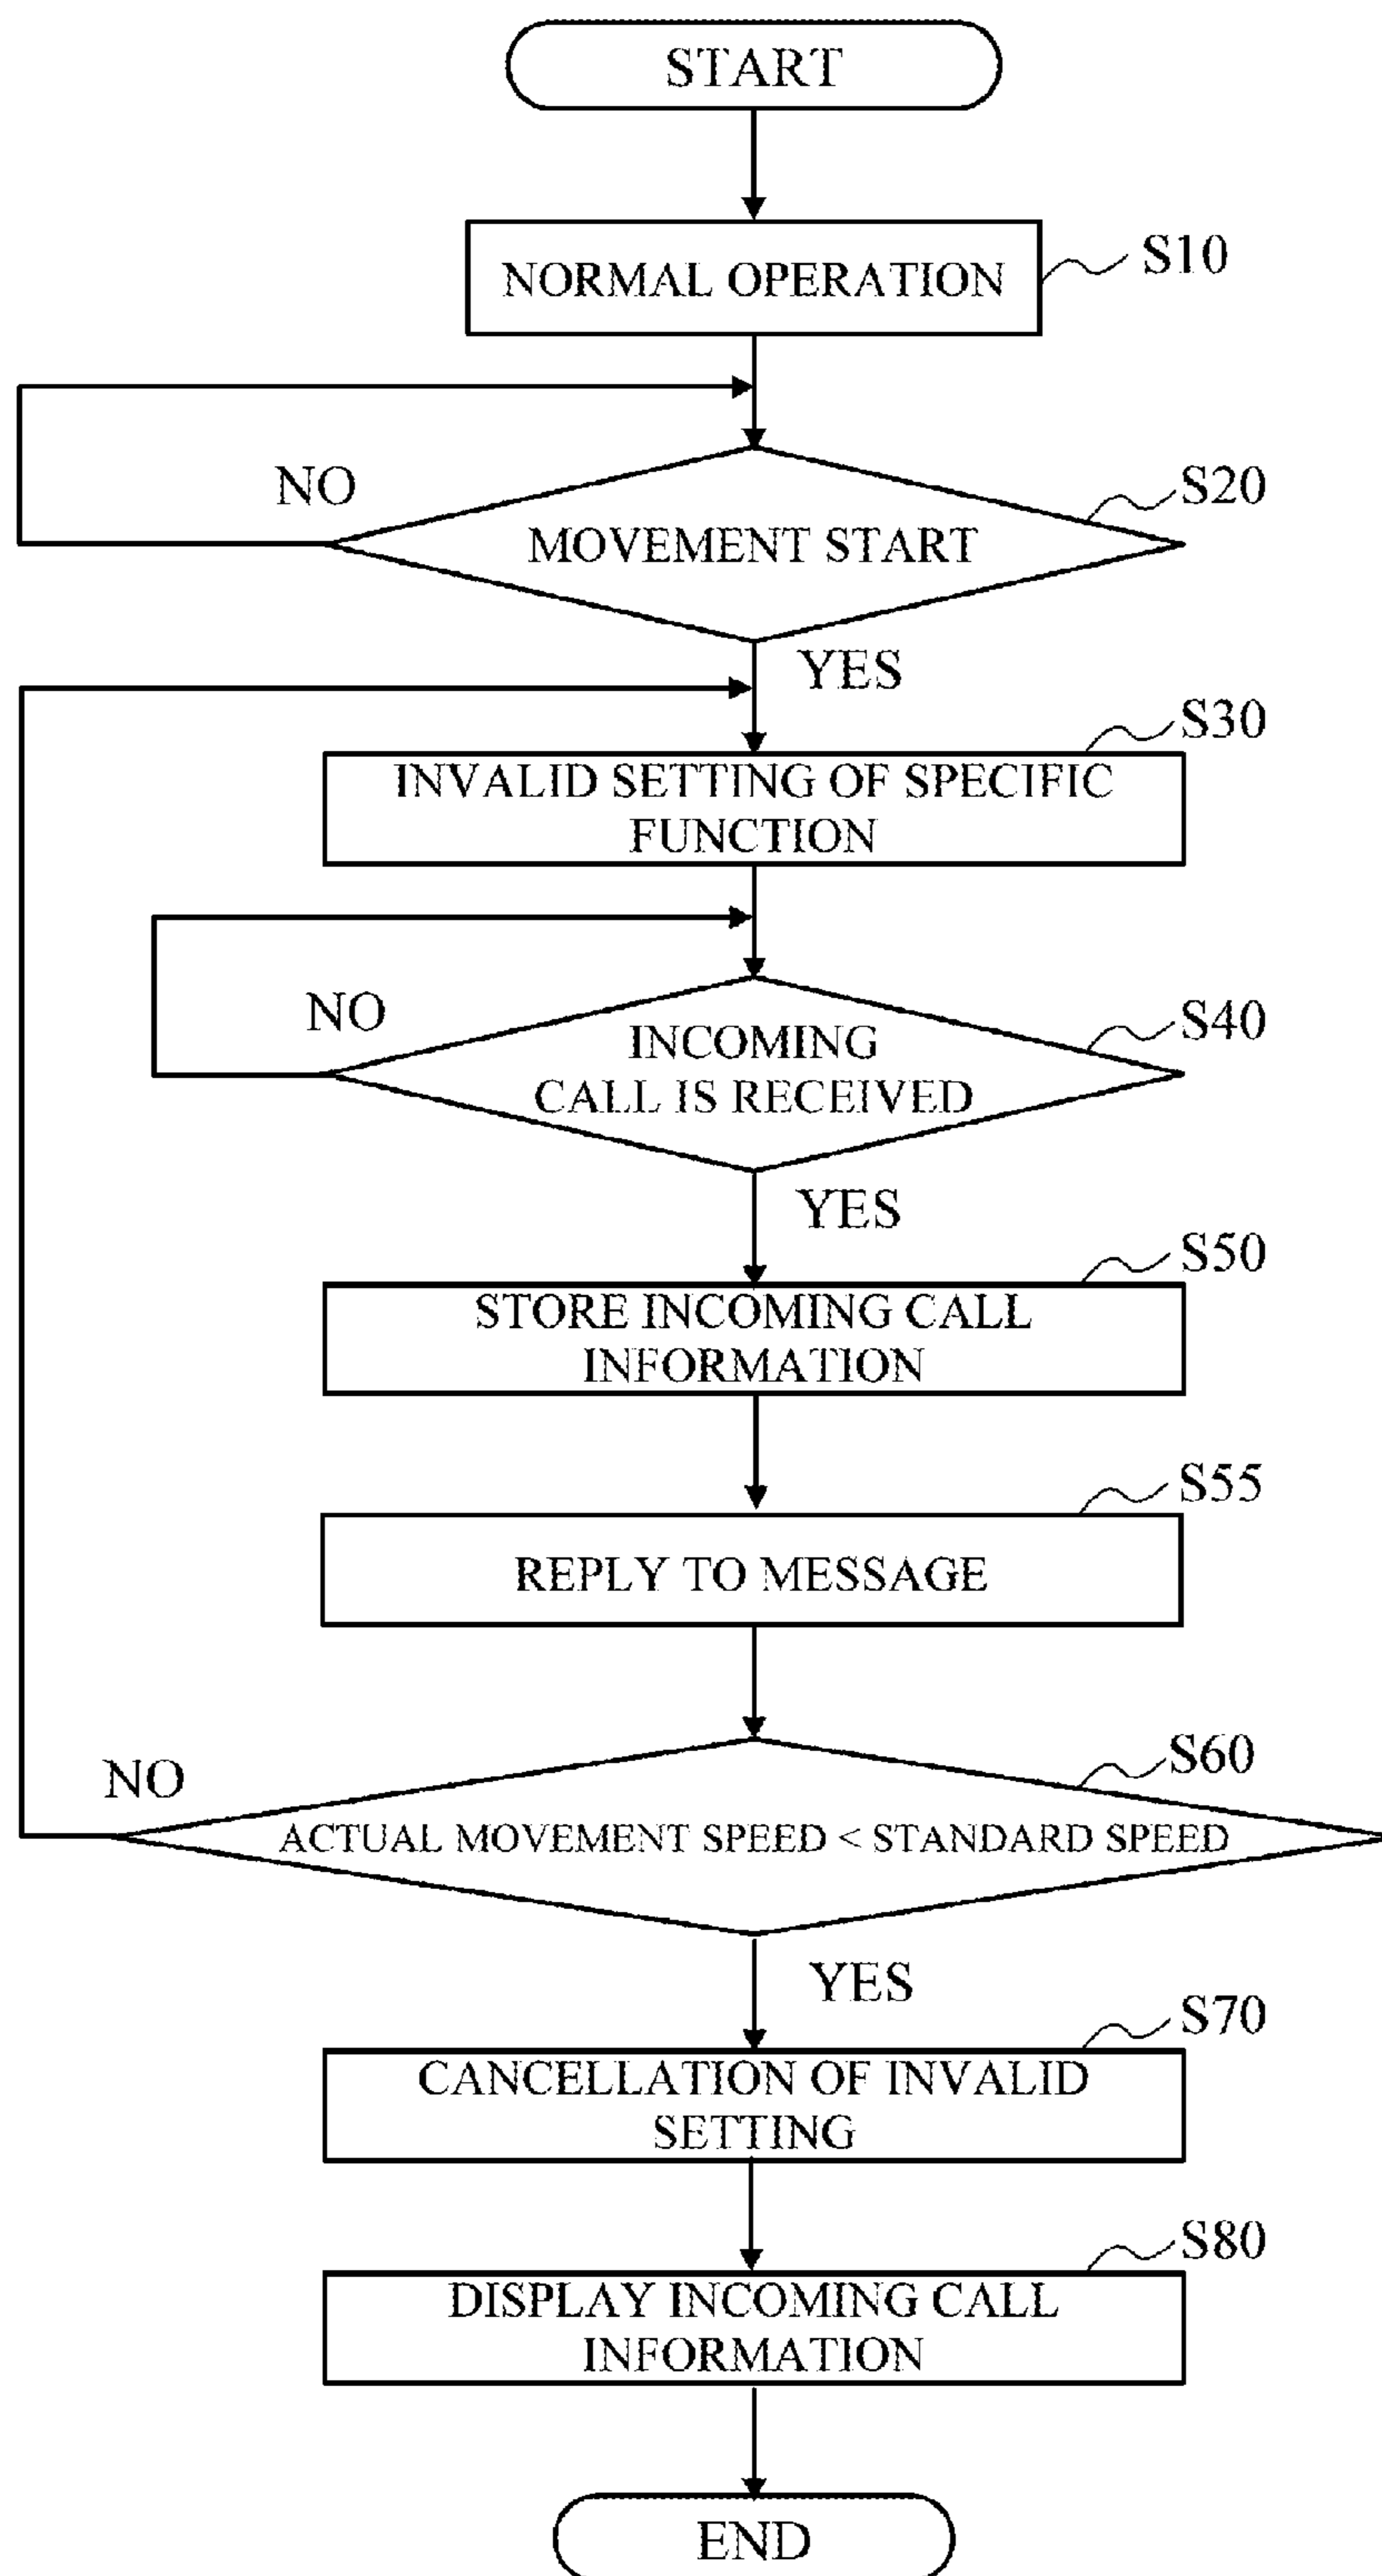 START
NORMAL OPERATION
S10
NO
S20
MOVEMENT START
YES
S30
INVALID SETTING OF SPECIFIC
FUNCTION
NO
S40
INCOMING
CALL IS RECEIVED
YES
S50
STORE INCOMING CALL
INFORMATION
S55
REPLY TO MESSAGE
S60
NO
ACTUAL MOVEMENT SPEED < STANDARD SPEED
YES
S70
CANCELLATION OF INVALID
SETTING
S80
DISPLAY INCOMING CALL
INFORMATION
END